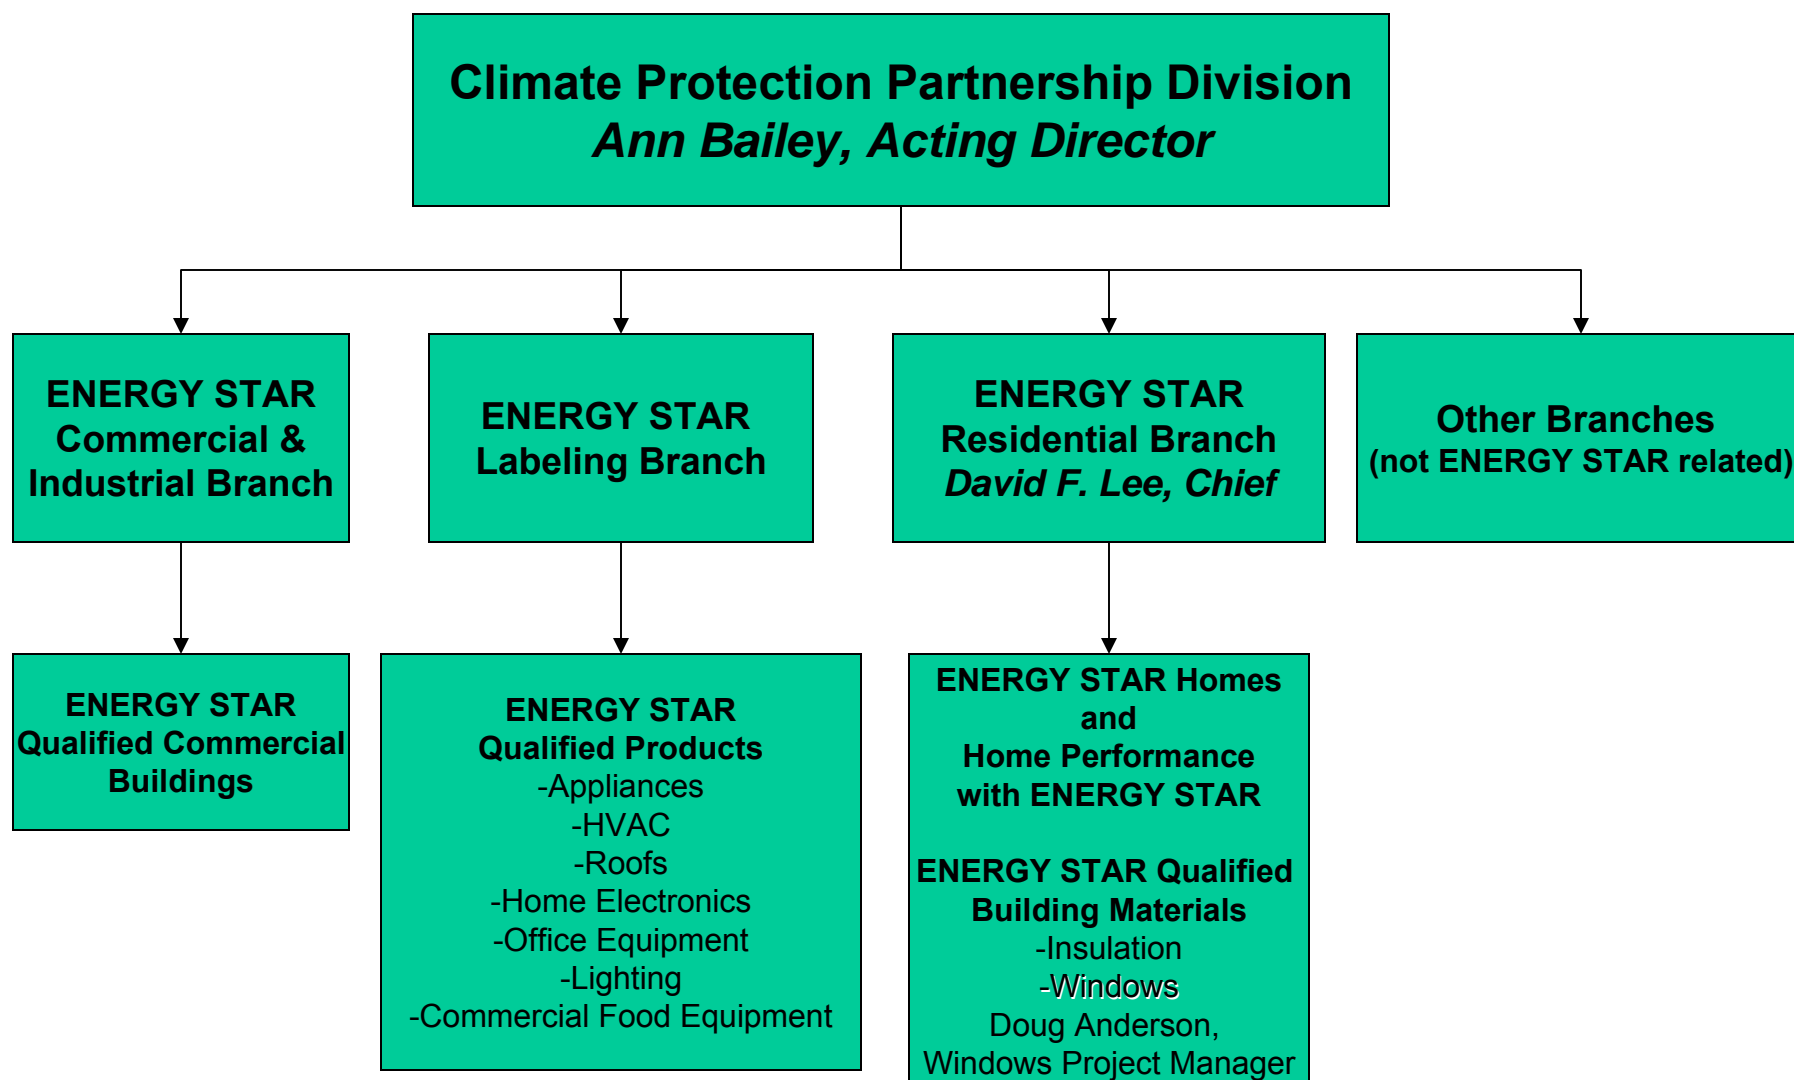 Climate Protection Partnership Division
Ann Bailey, Acting Director
ENERGY STAR
Commercial &
Industrial Branch
ENERGY STAR
Labeling Branch
ENERGY STAR
Residential Branch
David F. Lee, Chief
Other Branches
(not ENERGY STAR related)
ENERGY STAR
Qualified Commercial
Buildings
ENERGY STAR
Qualified Products
-Appliances
-HVAC
-Roofs
-Home Electronics
-Office Equipment
-Lighting
-Commercial Food Equipment
ENERGY STAR Homes
and
Home Performance
with ENERGY STAR
ENERGY STAR Qualified
Building Materials
-Insulation
-Windows
Doug Anderson,
Windows Project Manager